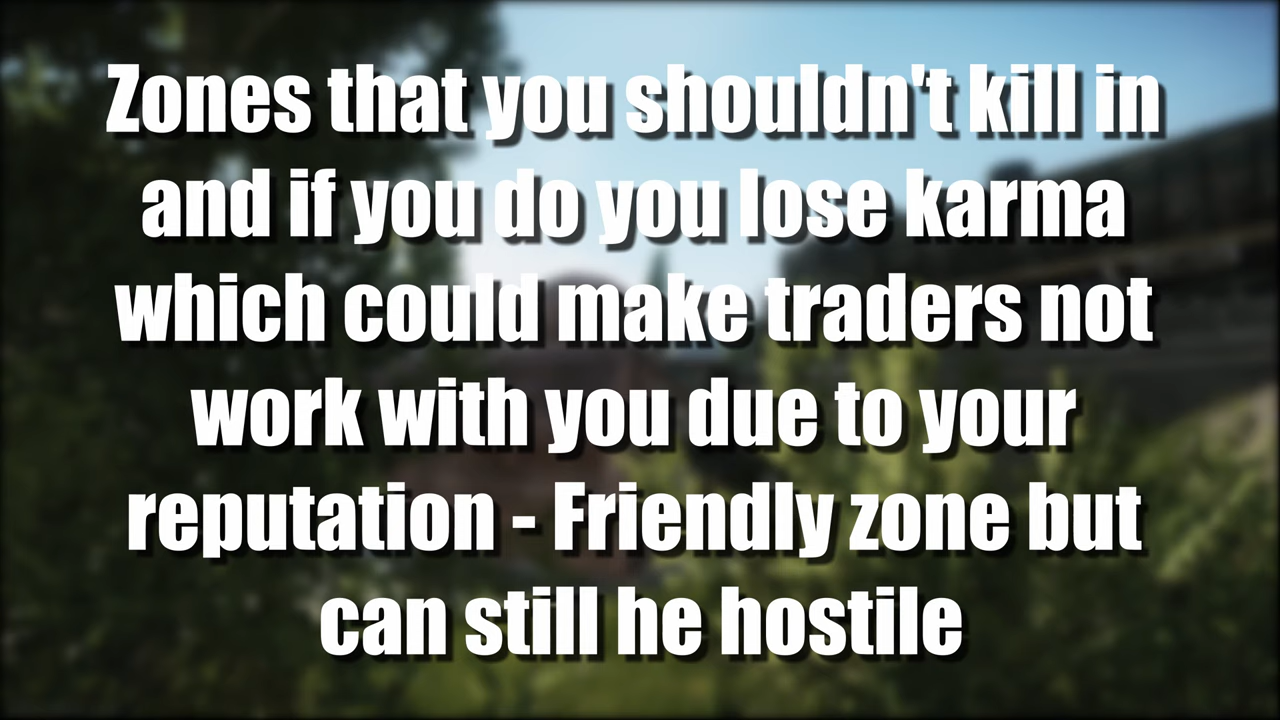 Zones that you shouldn't kill in
and if you do you lose karma
which could make traders not
work with you due to your
reputation - Friendly zone but
can still he hostile